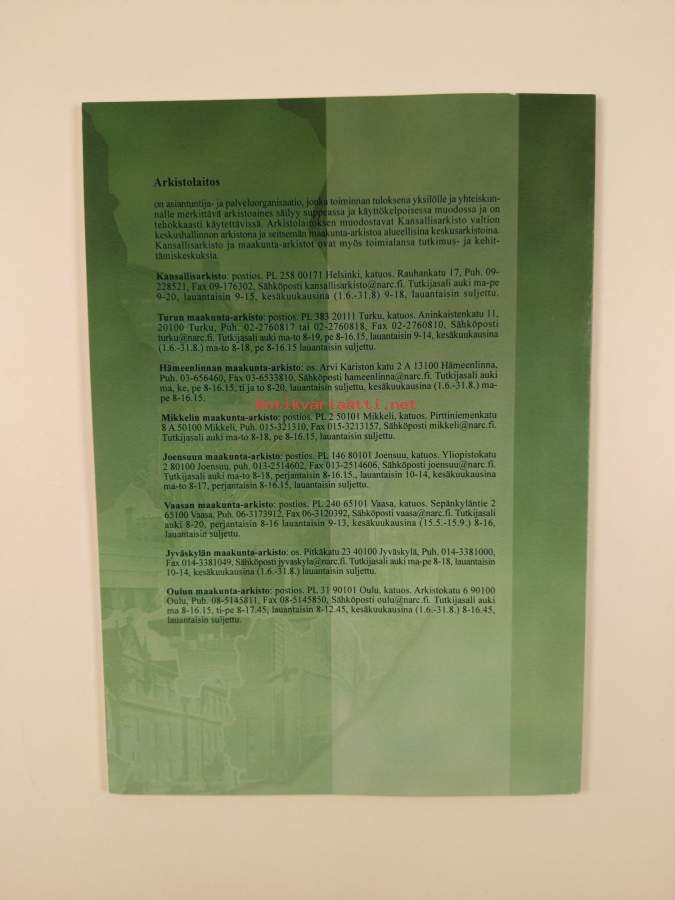 Arkistolaitos
on asiantuntija- ja palveluorganisaatio, jonka toiminnan tuloksena yksilölle ja yhteiskun-
nalle merkittävä arkistoaines säilyy suppeassa ja käyttökelpoisessa muodossa ja on
tehokkaasti käytettävissä. Arkistolaitoksen muodostavat Kansallisarkisto valtion
keskushallinnon arkistona ja seitsemän maakunta-arkistoa alueellisina keskusarkistoina.
Kansallisarkisto ja maakunta-arkistot ovat myös toimialansa tutkimus- ja kehit-
tämiskeskuksia.
Kansallisarkisto: postios. PL 258 00171 Helsinki, katuos. Rauhankatu 17, Puh. 09-
228521, Fax 09-176302, Sähköposti kansallisarkisto@narc.fi. Tutkijasali auki ma-pe
9-20, lauantaisin 9-15, kesäkuukausina (1.6.-31.8) 9-18, lauantaisin suljettu.
Turun maakunta-arkisto: postios. PL 383 20111 Turku, katuos. Aninkaistenkatu 11,
20100 Turku, Puh. 02-2760817 tai 02-2760818, Fax 02-2760810, Sähköposti
turku@narc.fi. Tutkijasali auki ma-to 8-19, pe 8-16.15, lauantaisin 9-14, kesäkuukausina
(1.6.-31.8.) ma-to 8-18, pe 8-16.15 lauantaisin suljettu.
Hämeenlinnan maakunta-arkisto: os. Arvi Kariston katu 2 A 13100 Hämeenlinna,
Puh. 03-656460, Fax 03-6533810, Sähköposti hameenlinna@narc.fi. Tutkijasali auki
ma, ke, pe 8-16.15, ti ja to 8-20, lauantaisin suljettu, kesäkuukausina (1.6.-31.8.) ma-
pe 8-16.15.
Antikvariaatti.net
Mikkelin maakunta-arkisto: postios. PL 2 50101 Mikkeli, katuos. Pirttiniemenkatu
8 A 50100 Mikkeli, Puh. 015-321310, Fax 015-3213157, Sähköposti mikkeli@narc.fi.
Tutkijasali auki ma-to 8-18, pe 8-16.15, lauantaisin suljettu.
Joensuun maakunta-arkisto: postios. PL 146 80101 Joensuu, katuos. Yliopistokatu
2 80100 Joensuu, puh. 013-2514602, Fax 013-2514606, Sähköposti joensuu@narc.fi.
Tutkijasali auki ma-to 8-18, perjantaisin 8-16.15., lauantaisin 10-14, kesäkuukausina
ma-to 8-17, perjantaisin 8-16.15, lauantaisin suljettu.
Vaasan maakunta-arkisto: postios. PL 240 65101 Vaasa, katuos. Sepänkyläntie 2
65100 Vaasa, Puh. 06-3173912, Fax 06-3120392, Sähköposti vaasa@narc.fi. Tutkijasali
auki 8-20, perjantaisin 8-16 lauantaisin 9-13, kesäkuukausina (15.5.-15.9.) 8-16,
lauantaisin suljettu.
Jyväskylän maakunta-arkisto: os. Pitkäkatu 23 40100 Jyväskylä, Puh. 014-3381000,
Fax 014-3381049, Sähköposti jyvaskyla@narc.fi. Tutkijasali auki ma-pe 8-18, lauantaisin
10-14, kesäkuukausina (1.6.-31.8.) lauantaisin suljettu.
Oulun maakunta-arkisto: postios. PL 31 90101 Oulu, katuos. Arkistokatu 6 90100
Oulu, Puh. 08-5145811, Fax 08-5145850, Sähköposti oulu@narc.fi. Tutkijasali auki
ma 8-16.15, ti-pe 8-17.45, lauantaisin 8-12.45, kesäkuukausina (1.6.-31.8.) 8-16.45,
lauantaisin suljettu.